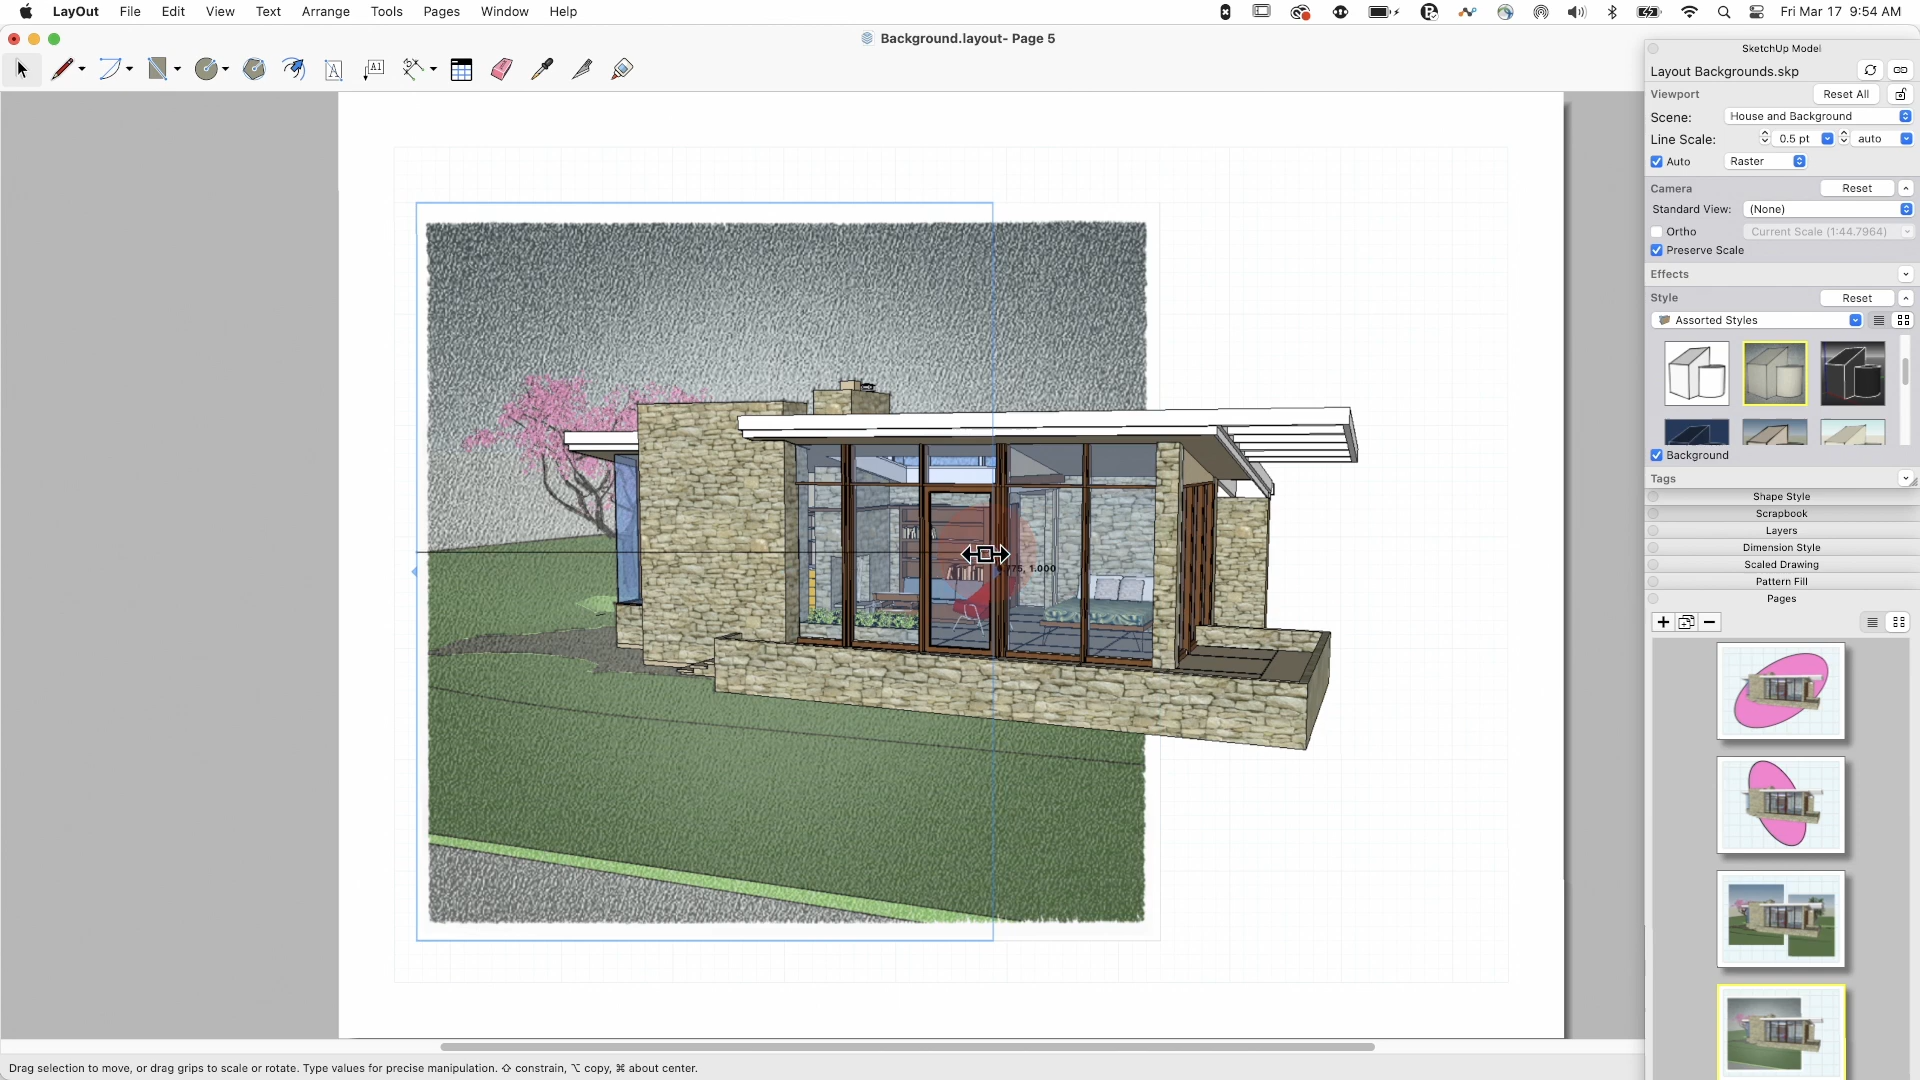 LayOut File Edit View Text Arrange Tools Pages Window Help Fri Mar 17 9:54 AM
Background.layout- Page 5
SketchUp Model
Layout Backgrounds.skp
Viewport Reset All
Scene: House and Background
Line Scale: 0.5 pt auto
Auto Raster
Camera Reset
Standard View: (None)
Ortho Current Scale (1:44.7964)
Preserve Scale
Effects
Style Reset
Assorted Styles
Background
Tags
Shape Style
Scrapbook
Layers
Dimension Style
Scaled Drawing
Pattern Fill
Pages
Drag selection to move, or drag grips to scale or rotate. Type values for precise manipulation. ⇧ constrain, ⌥ copy, ⌘ about center.